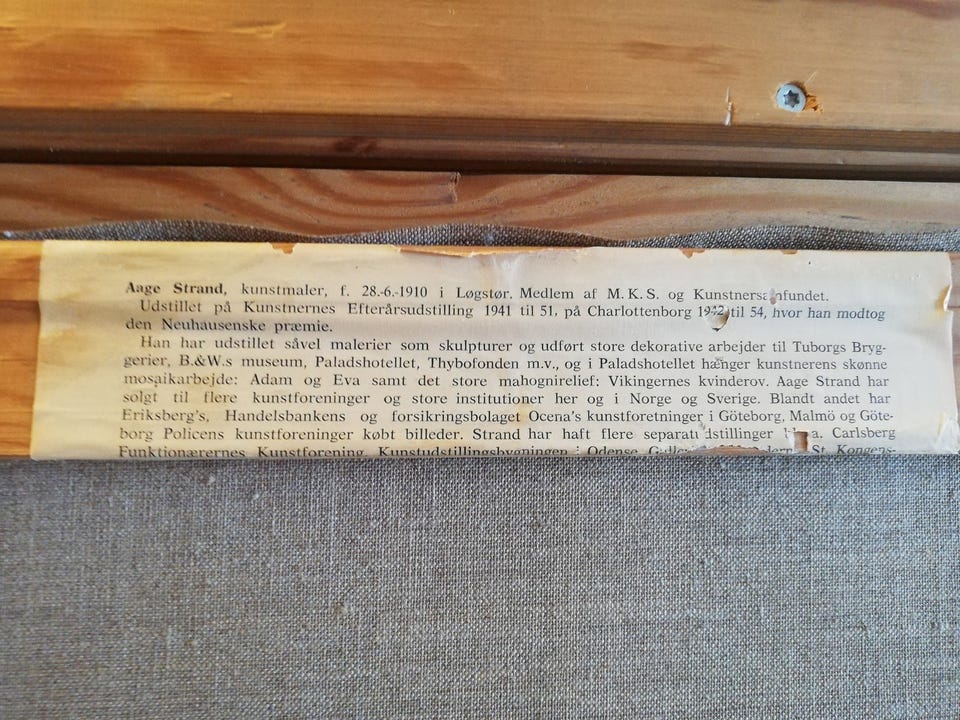 Aage Strand, kunstmaler, f. 28.-6.-1910 i Løgstør. Medlem af M. K. S. og
Udstillet på Kunstnernes Efterårsudstilling 1941 til 51, på Charlottenborg til 54, hvor han modtog
den Neuhausenske præmie.
Han har udstillet såvel malerier som skulpturer og udført store dekorative arbejder til Tuborgs Bryg-
gerier, B.&W.s museum, Paladshotellet, Thybofonden m.v., og i Paladshotellet hænger kunstnerens skønne
mosaikarbejde: Adam og Eva samt det store mahognirelief: Vikingernes kvinderov. Aage Strand har
solgt til flere kunstforeninger og store institutioner her og i Norge og Sverige. Blandt andet har
Eriksberg's, Handelsbankens og forsikringsbolaget Ocena's kunstforetninger i Göteborg, Malmö og Göte-
borg Policens kunstforeninger købt billeder. Strand har haft flere Carlsberg
Funktionærernes Kunstforening, Kunstudstillingsbygningen i Odense, St. Kongens-